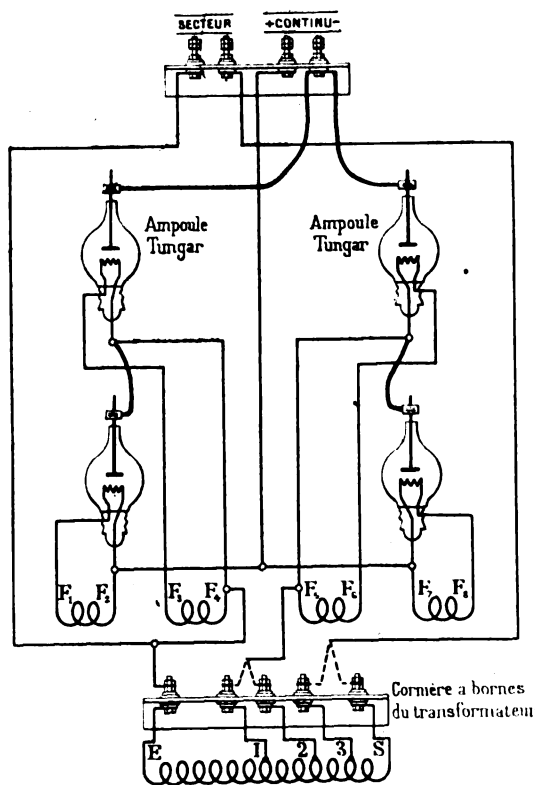 SECTEUR
+CONTINU-
Ampoule
Tungar
Ampoule
Tungar
F₁ F₂ F₃ F₄ F₅ F₆ F₇ F₈
Cornière a bornes
du transformateur
E 1 2 3 S